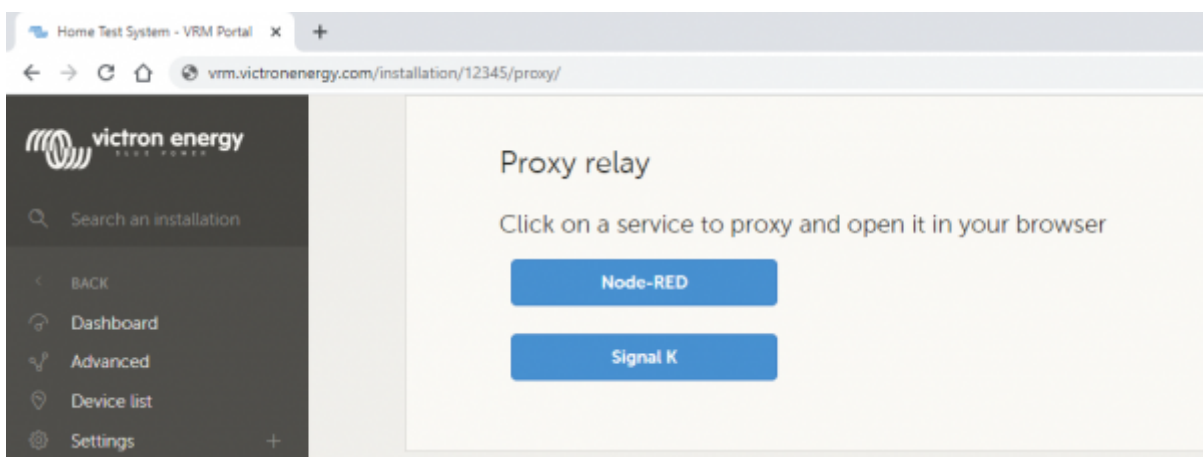 Home Test System - VRM Portal
vrm.victronenergy.com/installation/12345/proxy/
victron energy
BLUE POWER
Search an installation
BACK
Dashboard
Advanced
Device list
Settings
Proxy relay
Click on a service to proxy and open it in your browser
Node-RED
Signal K